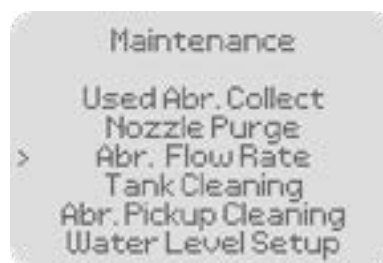 Maintenance
Used Abr. Collect
Nozzle Purge
> Abr. Flow Rate
Tank Cleaning
Abr. Pickup Cleaning
Water Level Setup